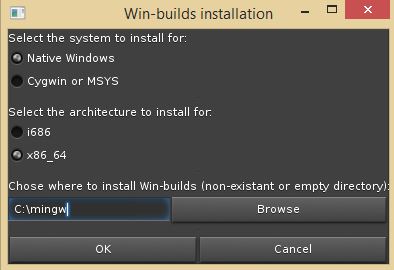 Win-builds installation
Select the system to install for:
Native Windows
Cygwin or MSYS
Select the architecture to install for:
i686
x86_64
Chose where to install Win-builds (non-existant or empty directory):
C:\mingw
Browse
OK
Cancel